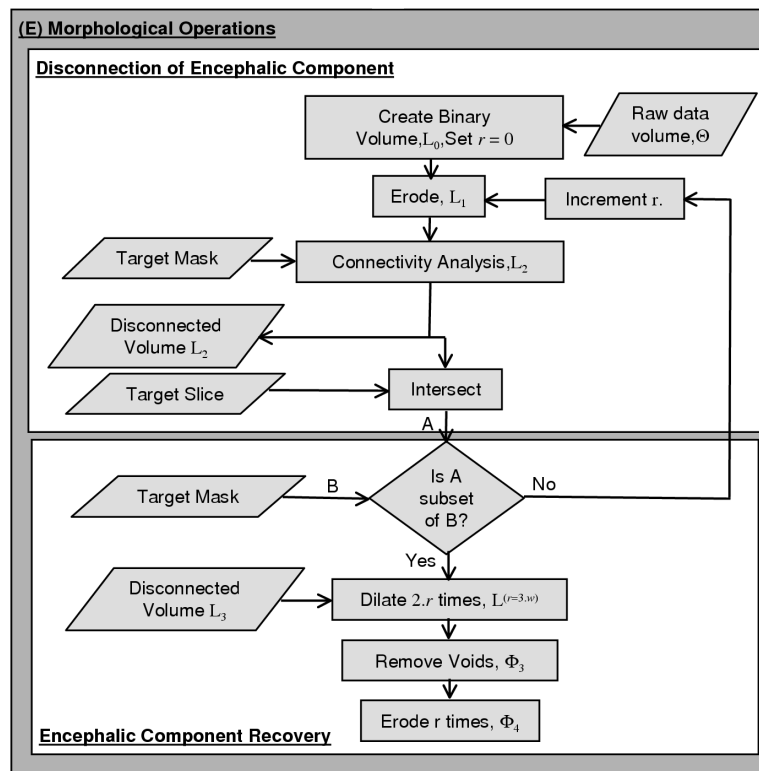 (E) Morphological Operations
Disconnection of Encephalic Component
Create Binary
Volume,L₀,Set r = 0
Raw data
volume,Θ
Erode, L₁
Increment r.
Target Mask
Connectivity Analysis,L₂
Disconnected
Volume L₂
Target Slice
Intersect
A
Is A
subset
of B?
Target Mask
B
No
Yes
Disconnected
Volume L₃
Dilate 2.r times, L⁽ʳ⁼³·ʷ⁾
Remove Voids, Φ₃
Erode r times, Φ₄
Encephalic Component Recovery